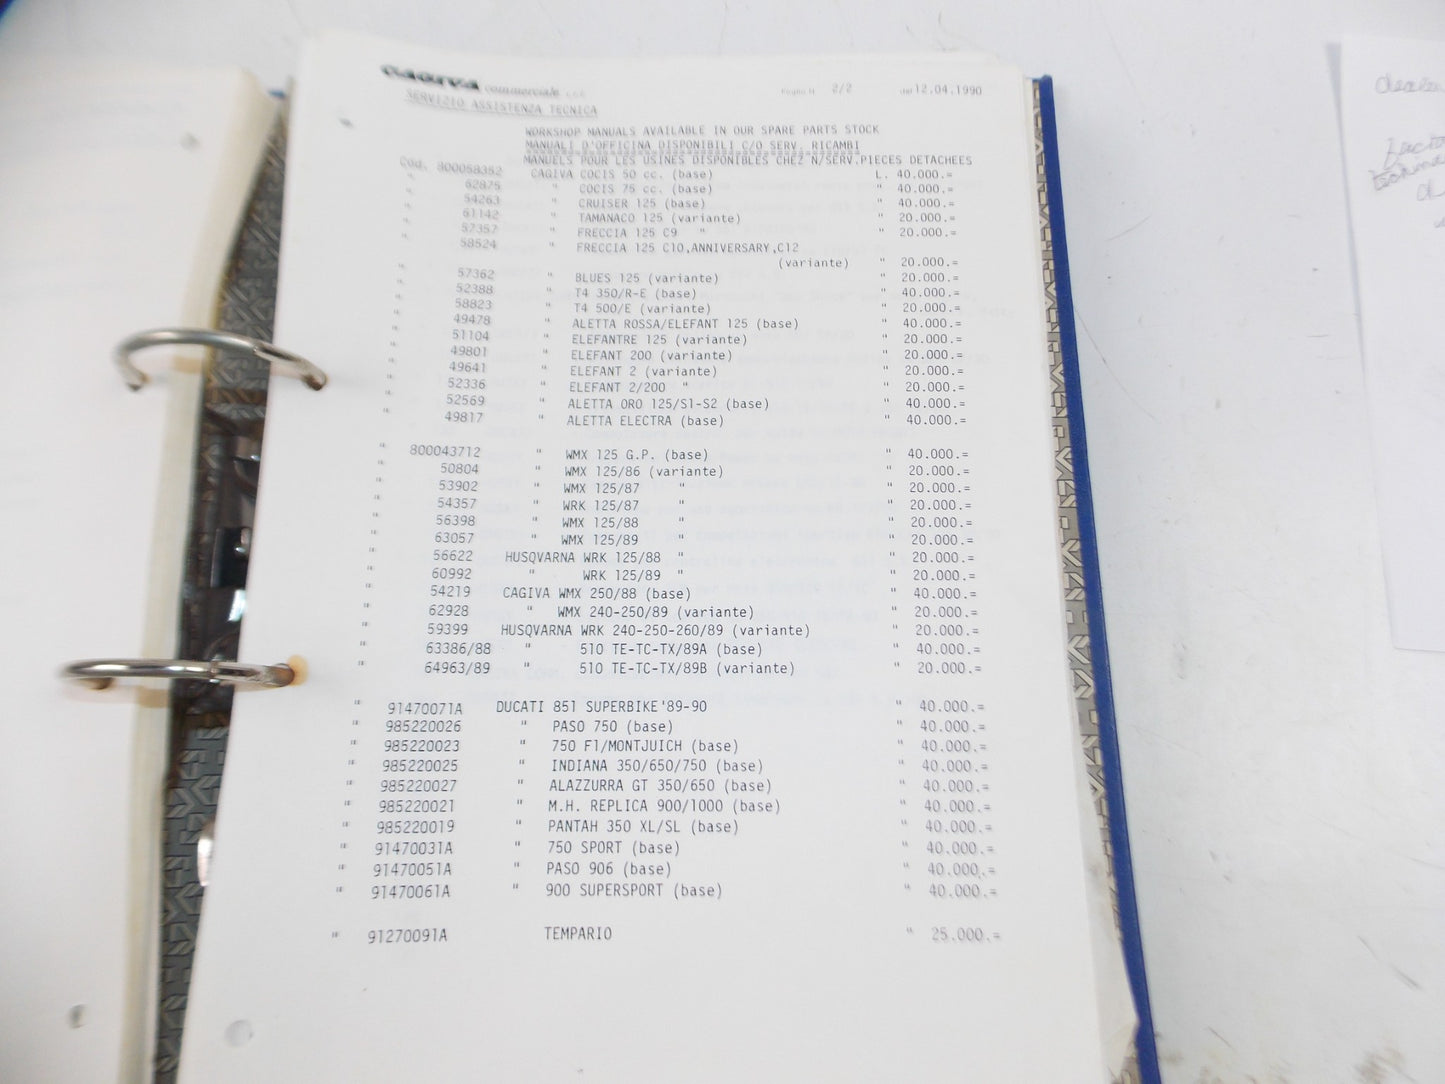 CAGIVA commerciale s.r.l. Foglio N. 2/2 del 12.04.1990
SERVIZIO ASSISTENZA TECNICA
WORKSHOP MANUALS AVAILABLE IN OUR SPARE PARTS STOCK
MANUALI D'OFFICINA DISPONIBILI C/O SERV. RICAMBI
MANUELS POUR LES USINES DISPONIBLES CHEZ N/SERV.PIECES DETACHEES
Cod. 800058352 CAGIVA COCIS 50 cc. (base) L. 40.000.=
" 62875 " COCIS 75 cc. (base) " 40.000.=
" 54263 " CRUISER 125 (base) " 40.000.=
" 61142 " TAMANACO 125 (variante) " 20.000.=
" 57357 " FRECCIA 125 C9 " " 20.000.=
" 58524 " FRECCIA 125 C10,ANNIVERSARY,C12
(variante) " 20.000.=
" 57362 " BLUES 125 (variante) " 20.000.=
" 52388 " T4 350/R-E (base) " 40.000.=
" 58823 " T4 500/E (variante) " 20.000.=
" 49478 " ALETTA ROSSA/ELEFANT 125 (base) " 40.000.=
" 51104 " ELEFANTRE 125 (variante) " 20.000.=
" 49801 " ELEFANT 200 (variante) " 20.000.=
" 49641 " ELEFANT 2 (variante) " 20.000.=
" 52336 " ELEFANT 2/200 " " 20.000.=
" 52569 " ALETTA ORO 125/S1-S2 (base) " 40.000.=
" 49817 " ALETTA ELECTRA (base) " 40.000.=
" 800043712 " WMX 125 G.P. (base) " 40.000.=
" 50804 " WMX 125/86 (variante) " 20.000.=
" 53902 " WMX 125/87 " " 20.000.=
" 54357 " WRK 125/87 " " 20.000.=
" 56398 " WMX 125/88 " " 20.000.=
" 63057 " WMX 125/89 " " 20.000.=
" 56622 HUSQVARNA WRK 125/88 " " 20.000.=
" 60992 " WRK 125/89 " " 20.000.=
" 54219 CAGIVA WMX 250/88 (base) " 40.000.=
" 62928 " WMX 240-250/89 (variante) " 20.000.=
" 59399 HUSQVARNA WRK 240-250-260/89 (variante) " 20.000.=
" 63386/88 " 510 TE-TC-TX/89A (base) " 40.000.=
" 64963/89 " 510 TE-TC-TX/89B (variante) " 20.000.=
" 91470071A DUCATI 851 SUPERBIKE'89-90 " 40.000.=
" 985220026 " PASO 750 (base) " 40.000.=
" 985220023 " 750 F1/MONTJUICH (base) " 40.000.=
" 985220025 " INDIANA 350/650/750 (base) " 40.000.=
" 985220027 " ALAZZURRA GT 350/650 (base) " 40.000.=
" 985220021 " M.H. REPLICA 900/1000 (base) " 40.000.=
" 985220019 " PANTAH 350 XL/SL (base) " 40.000.=
" 91470031A " 750 SPORT (base) " 40.000.=
" 91470051A " PASO 906 (base) " 40.000.=
" 91470061A " 900 SUPERSPORT (base) " 40.000.=
" 91270091A TEMPARIO " 25.000.=